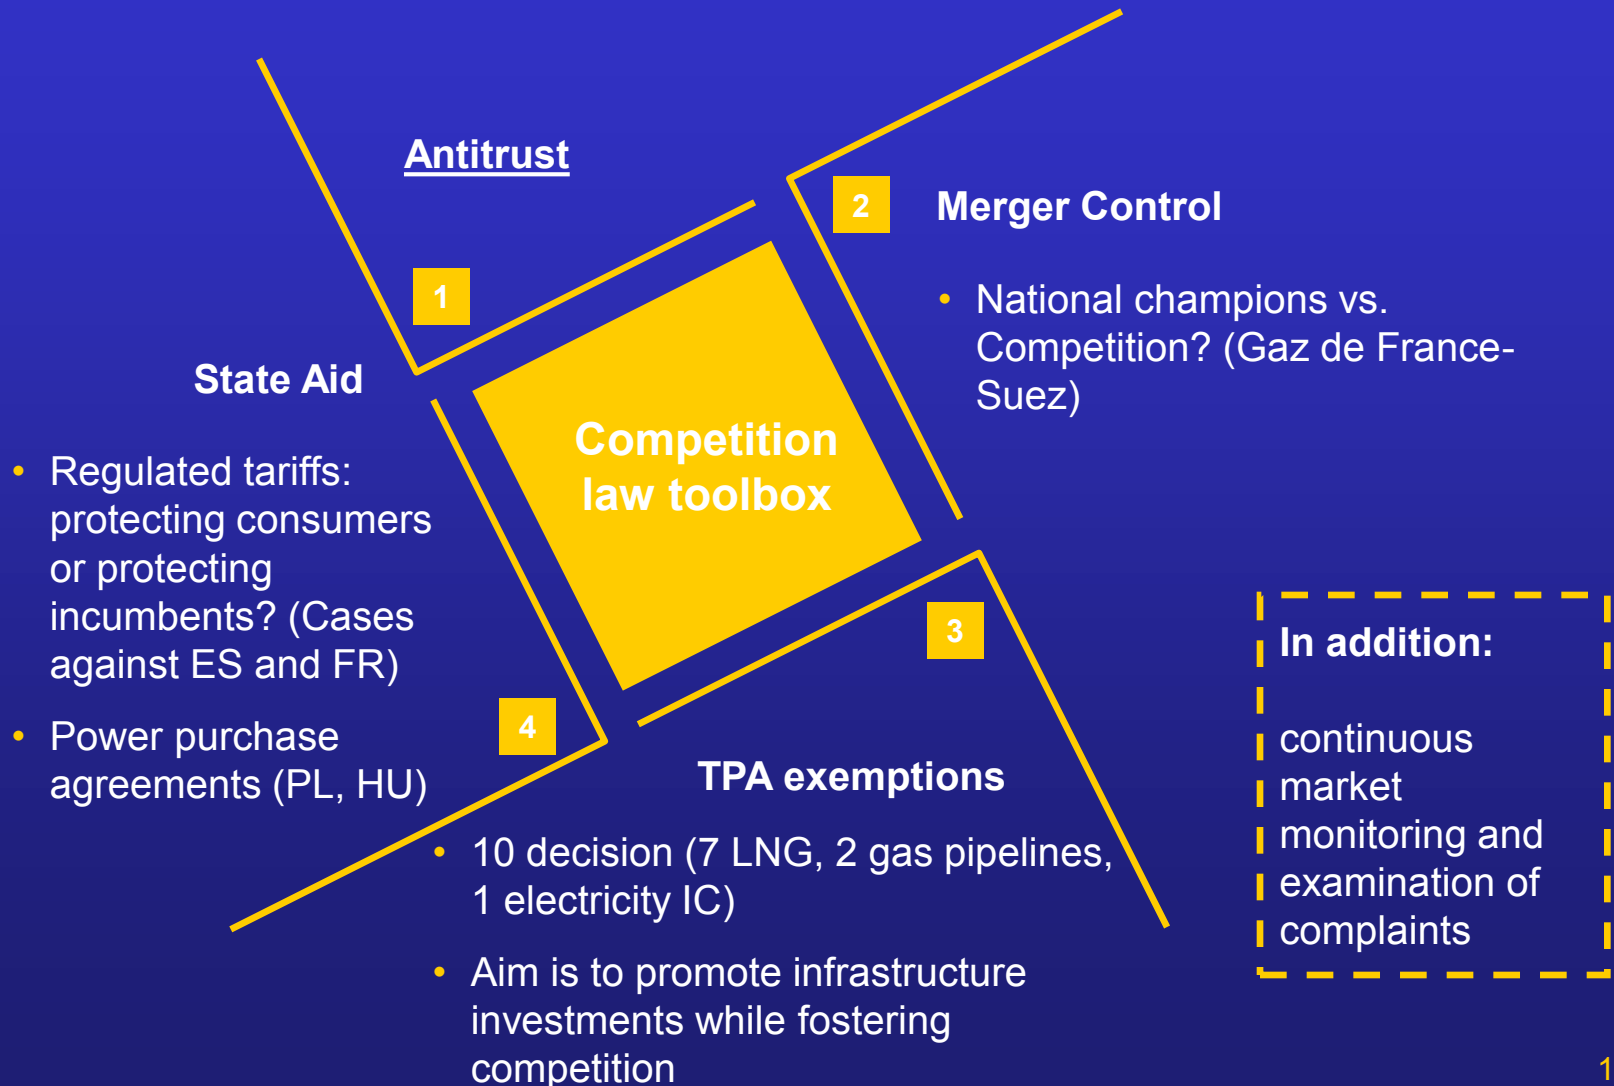 Antitrust
1
2
Merger Control
• National champions vs.
Competition? (Gaz de France-
Suez)
State Aid
• Regulated tariffs:
protecting consumers
or protecting
incumbents? (Cases
against ES and FR)
• Power purchase
agreements (PL, HU)
Competition
law toolbox
3
4
TPA exemptions
• 10 decision (7 LNG, 2 gas pipelines,
1 electricity IC)
• Aim is to promote infrastructure
investments while fostering
competition
In addition:
continuous
market
monitoring and
examination of
complaints
1